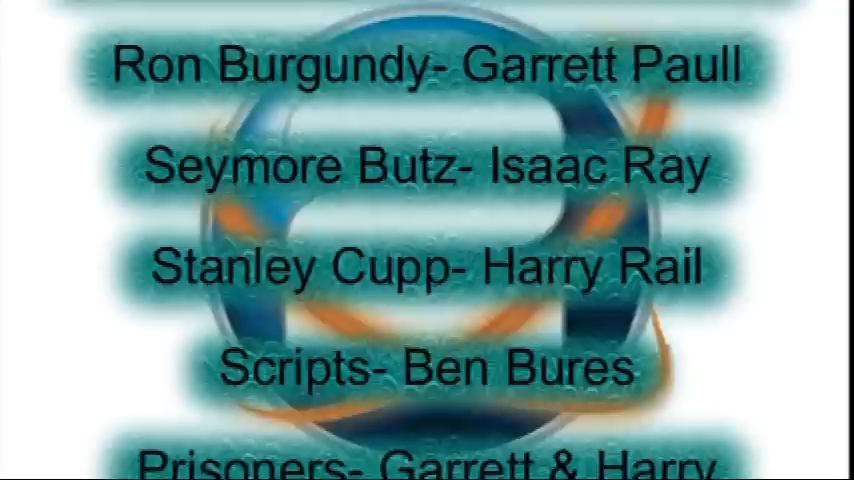 Ron Burgundy- Garrett Paull
Seymore Butz- Isaac Ray
Stanley Cupp- Harry Rail
Scripts- Ben Bures
Prisoners- Garrett & Harry